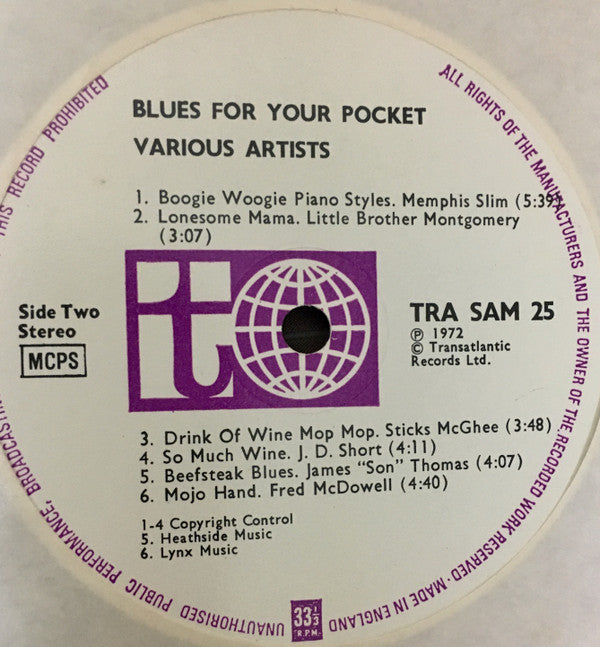 BLUES FOR YOUR POCKET
VARIOUS ARTISTS
1. Boogie Woogie Piano Styles. Memphis Slim (5:39)
2. Lonesome Mama. Little Brother Montgomery
(3:07)
Side Two
Stereo
MCPS
t
TRA SAM 25
Ⓟ 1972
© Transatlantic
Records Ltd.
3. Drink Of Wine Mop Mop. Sticks McGhee (3:48)
4. So Much Wine. J. D. Short (4:11)
5. Beefsteak Blues. James "Son" Thomas (4:07)
6. Mojo Hand. Fred McDowell (4:40)
1-4 Copyright Control
5. Heathside Music
6. Lynx Music
33⅓
R.P.M.
ALL RIGHTS OF THE MANUFACTURERS AND THE OWNER OF THE RECORDED WORK RESERVED · MADE IN ENGLAND
UNAUTHORISED PUBLIC PERFORMANCE, BROADCASTING
THIS RECORD PROHIBITED